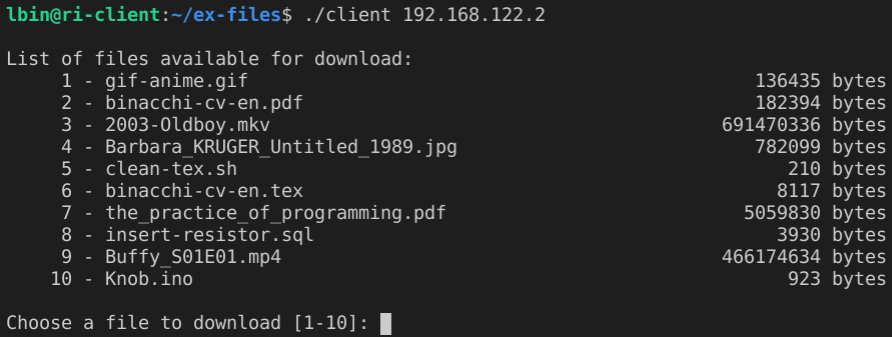 lbin@ri-client:~/ex-files$ ./client 192.168.122.2
List of files available for download:
1 - gif-anime.gif 136435 bytes
2 - binacchi-cv-en.pdf 182394 bytes
3 - 2003-Oldboy.mkv 691470336 bytes
4 - Barbara_KRUGER_Untitled_1989.jpg 782099 bytes
5 - clean-tex.sh 210 bytes
6 - binacchi-cv-en.tex 8117 bytes
7 - the_practice_of_programming.pdf 5059830 bytes
8 - insert-resistor.sql 3930 bytes
9 - Buffy_S01E01.mp4 466174634 bytes
10 - Knob.ino 923 bytes
Choose a file to download [1-10]: